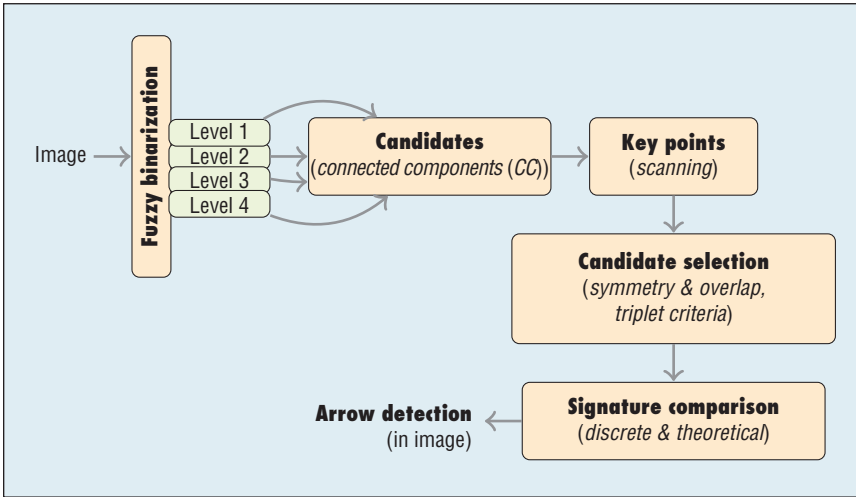 Image
Fuzzy binarization
Level 1
Level 2
Level 3
Level 4
Candidates
(connected components (CC))
Key points
(scanning)
Candidate selection
(symmetry & overlap,
triplet criteria)
Signature comparison
(discrete & theoretical)
Arrow detection
(in image)